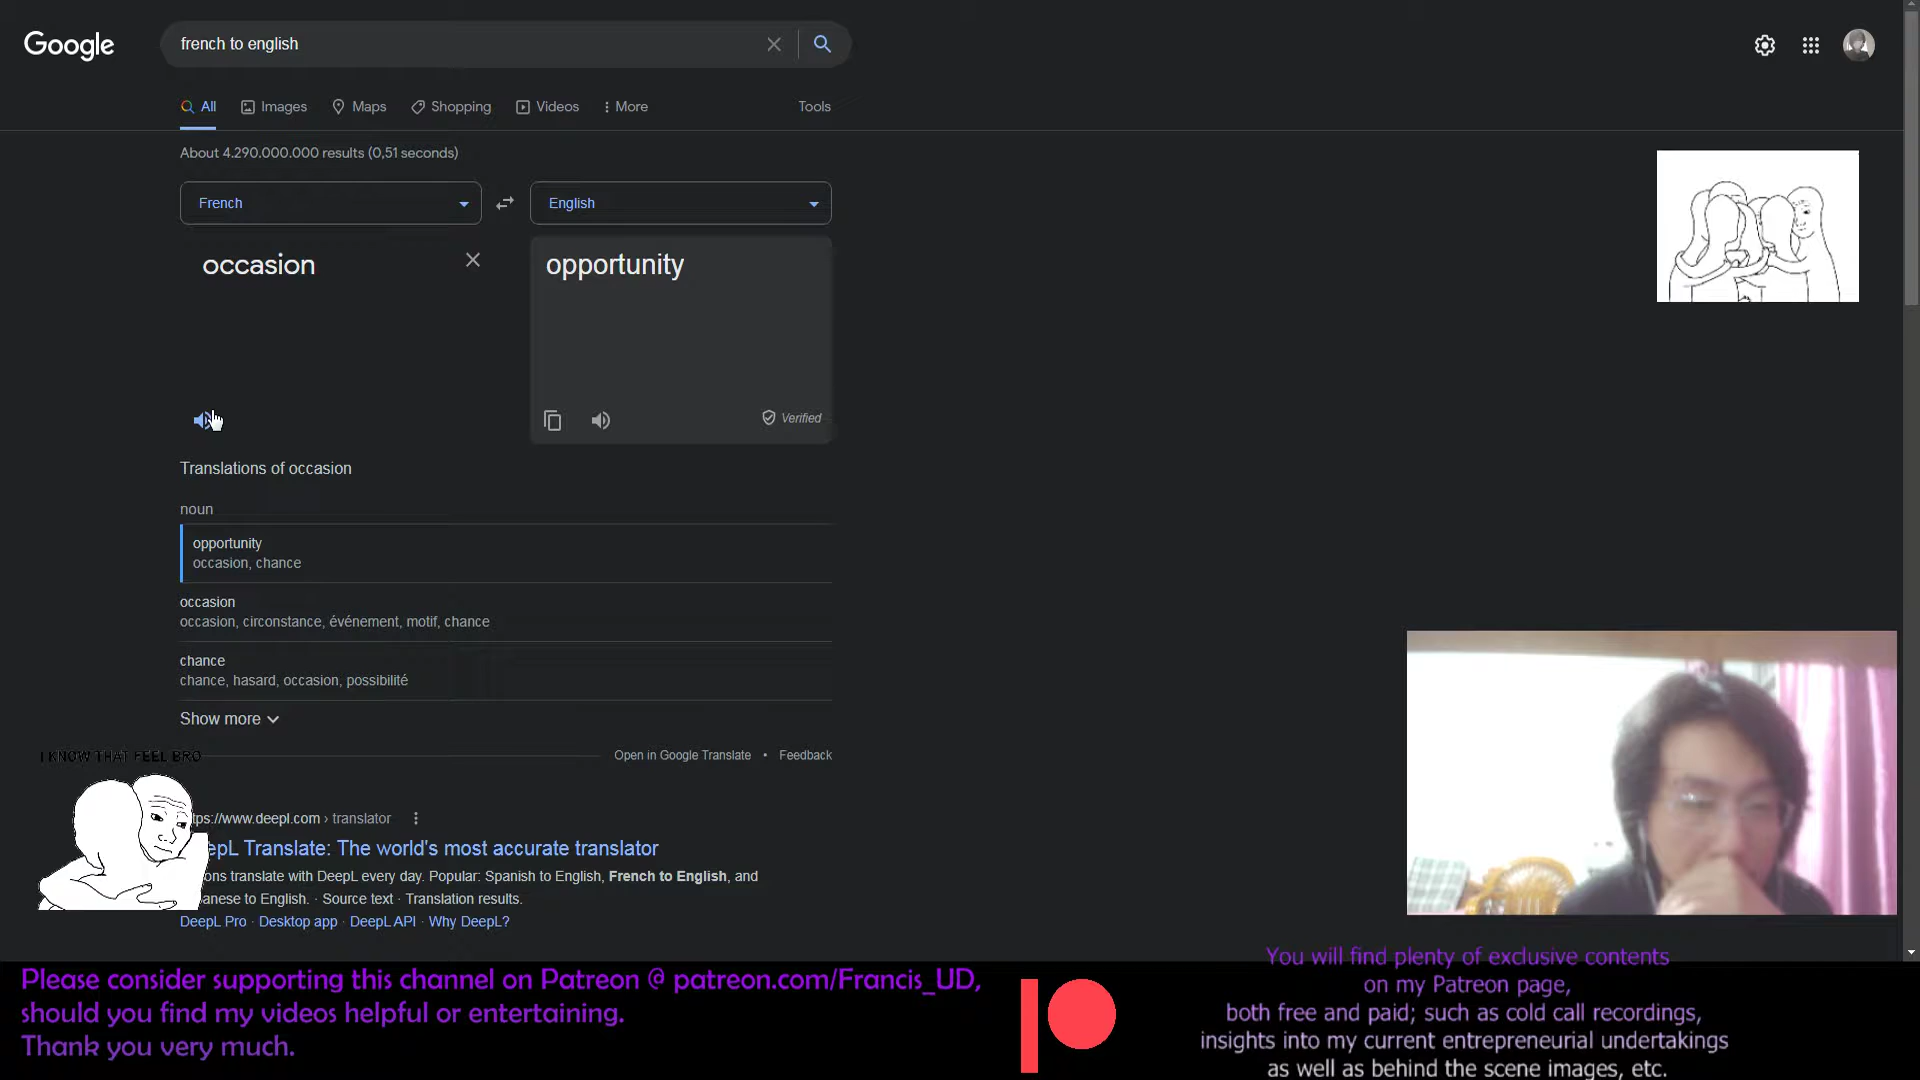 Google
french to english
All Images Maps Shopping Videos More Tools
About 4.290.000.000 results (0,51 seconds)
French English
occasion opportunity
Verified
Translations of occasion
noun
opportunity
occasion, chance
occasion
occasion, circonstance, événement, motif, chance
chance
chance, hasard, occasion, possibilité
Show more
I KNOW THAT FEEL BRO
Open in Google Translate • Feedback
tps://www.deepl.com › translator
epL Translate: The world's most accurate translator
ons translate with DeepL every day. Popular: Spanish to English, French to English, and
anese to English. · Source text · Translation results.
DeepL Pro · Desktop app · DeepL API · Why DeepL?
Please consider supporting this channel on Patreon @ patreon.com/Francis_UD,
should you find my videos helpful or entertaining.
Thank you very much.
You will find plenty of exclusive contents
on my Patreon page,
both free and paid; such as cold call recordings,
insights into my current entrepreneurial undertakings
as well as behind the scene images, etc.